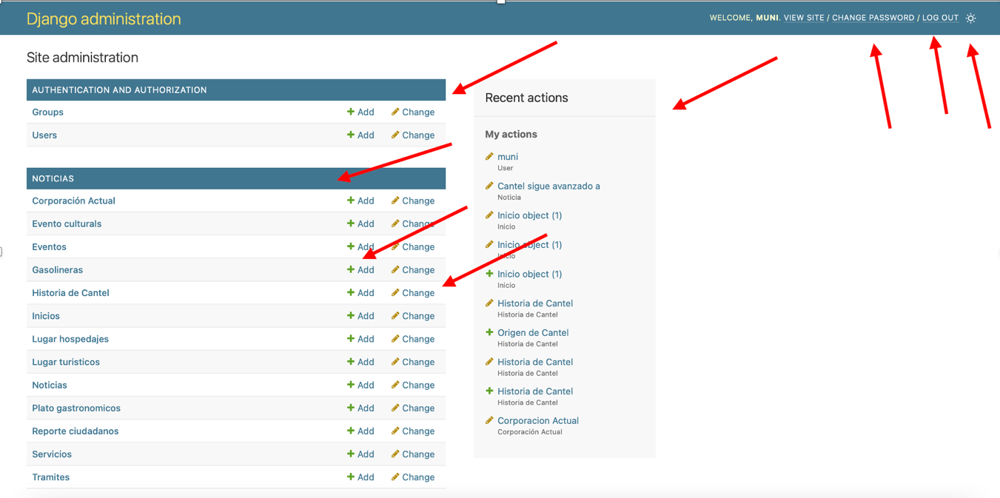 Django administration
WELCOME, MUNI. VIEW SITE / CHANGE PASSWORD / LOG OUT
Site administration
AUTHENTICATION AND AUTHORIZATION
Groups Add Change
Users Add Change
NOTICIAS
Corporación Actual Add Change
Evento culturals Add Change
Eventos Add Change
Gasolineras Add Change
Historia de Cantel Add Change
Inicios Add Change
Lugar hospedajes Add Change
Lugar turisticos Add Change
Noticias Add Change
Plato gastronomicos Add Change
Reporte ciudadanos Add Change
Servicios Add Change
Tramites Add Change
Recent actions
My actions
muni
User
Cantel sigue avanzado a
Noticia
Inicio object (1)
Inicio
Inicio object (1)
Inicio
Inicio object (1)
Inicio
Historia de Cantel
Historia de Cantel
Origen de Cantel
Historia de Cantel
Historia de Cantel
Historia de Cantel
Historia de Cantel
Historia de Cantel
Corporacion Actual
Corporación Actual